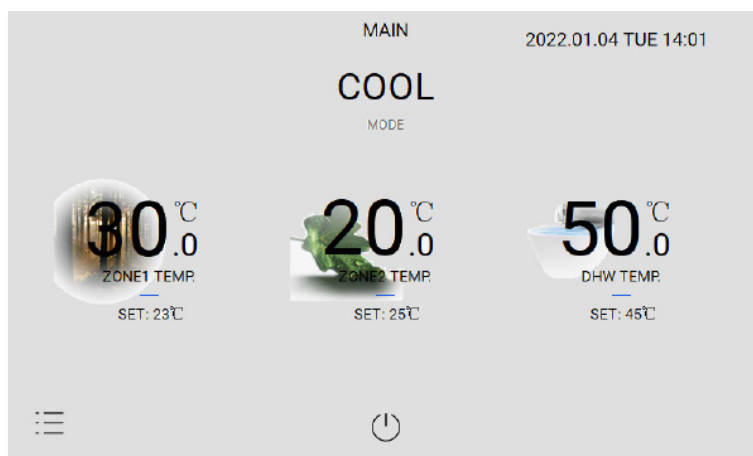 MAIN
2022.01.04 TUE 14:01
COOL
MODE
30.0℃
ZONE1 TEMP.
SET: 23℃
20.0℃
ZONE2 TEMP.
SET: 25℃
50.0℃
DHW TEMP.
SET: 45℃